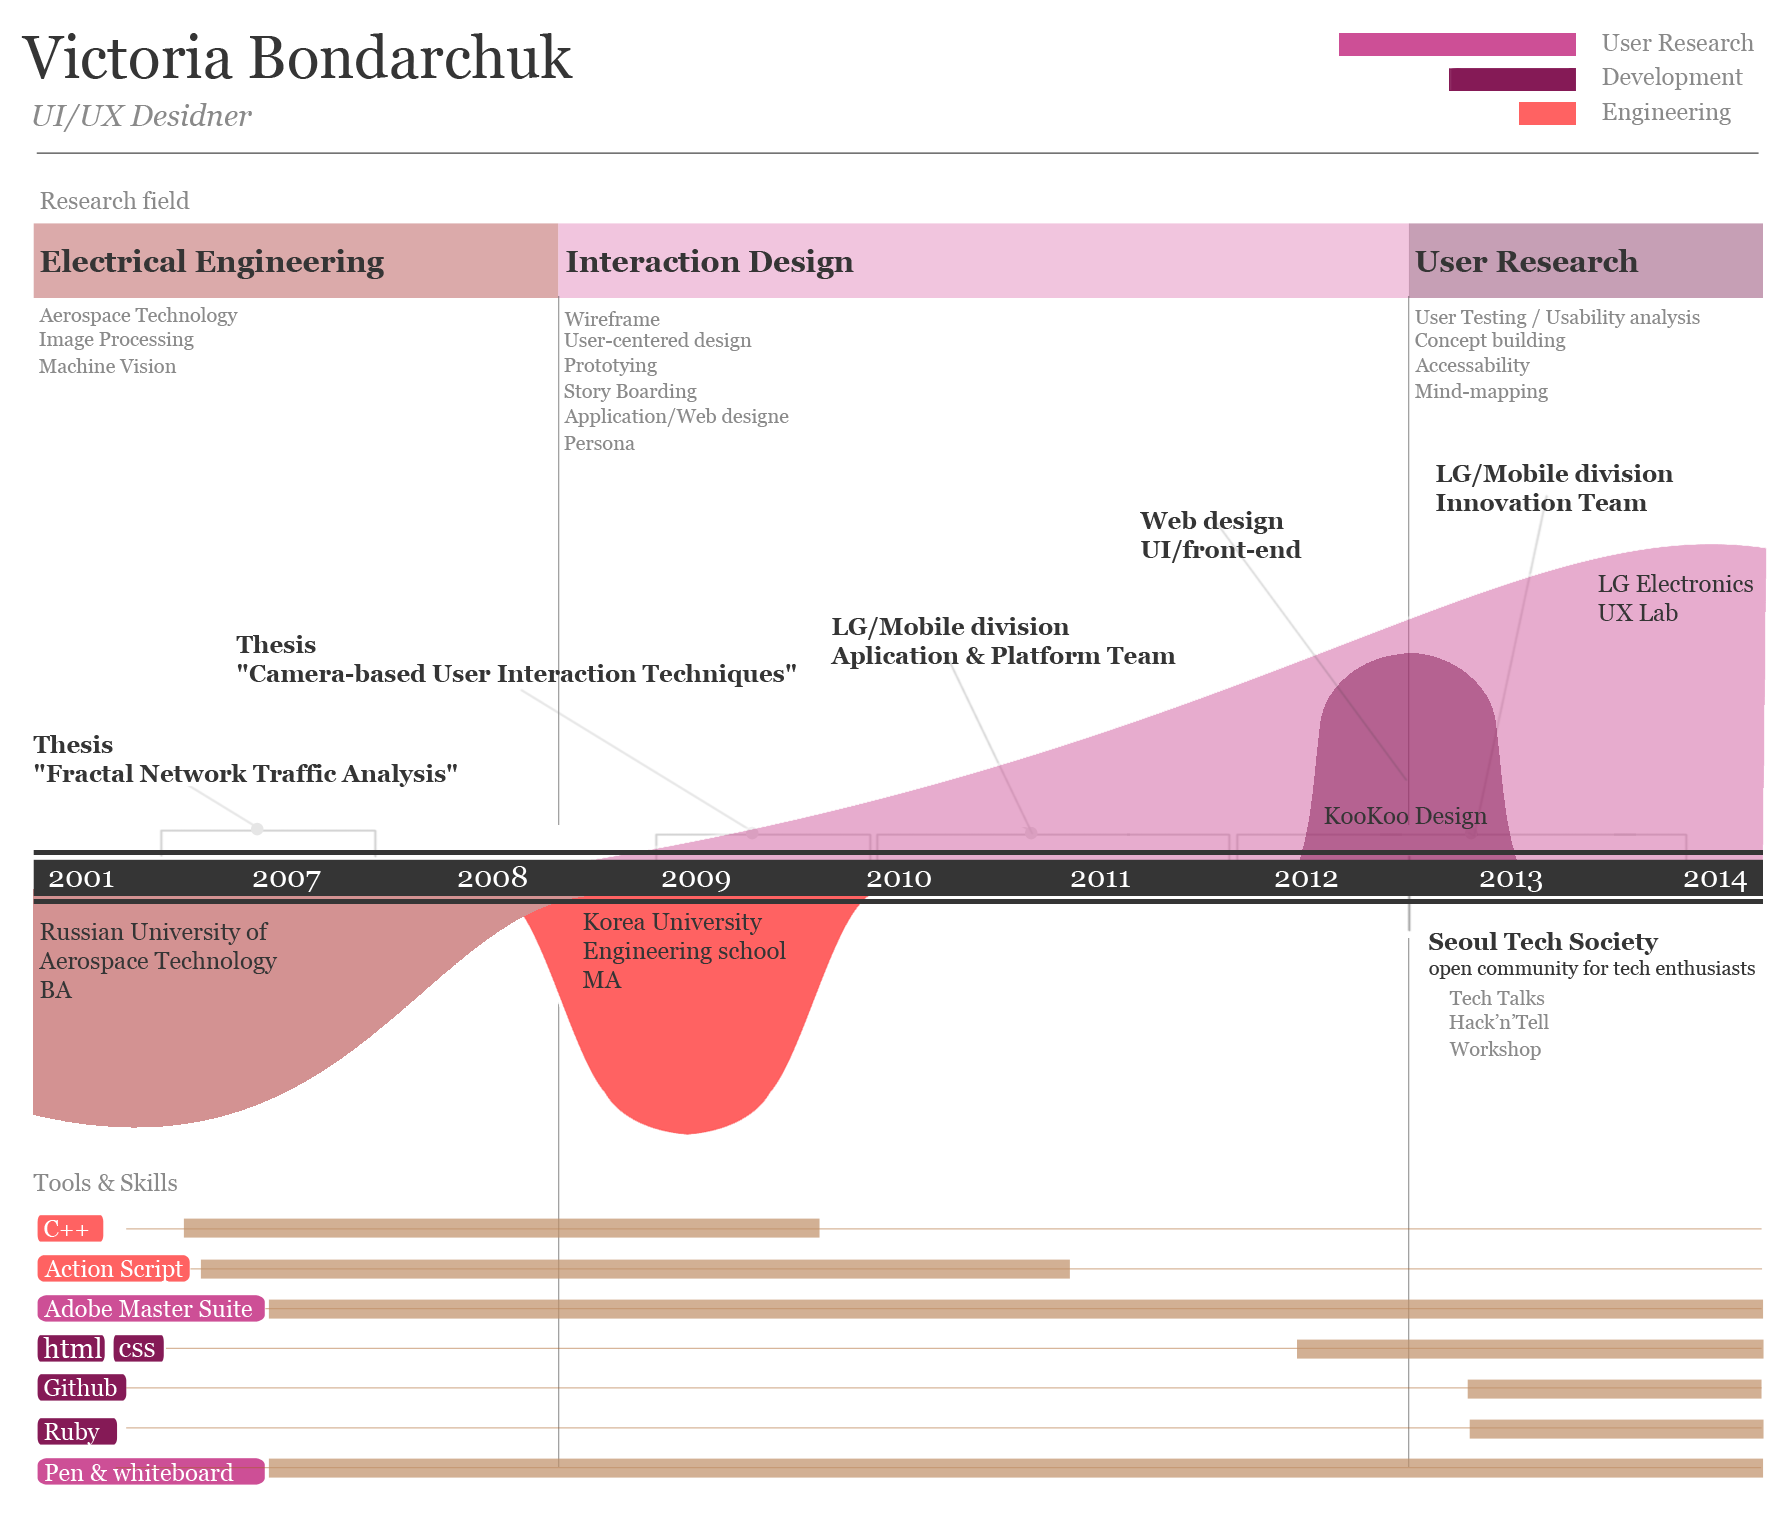 Victoria Bondarchuk
UI/UX Desidner
User Research
Development
Engineering
Research field
Electrical Engineering
Aerospace Technology
Image Processing
Machine Vision
Interaction Design
Wireframe
User-centered design
Prototying
Story Boarding
Application/Web designe
Persona
User Research
User Testing / Usability analysis
Concept building
Accessability
Mind-mapping
LG/Mobile division
Innovation Team
Web design
UI/front-end
LG Electronics
UX Lab
LG/Mobile division
Aplication & Platform Team
Thesis
"Camera-based User Interaction Techniques"
Thesis
"Fractal Network Traffic Analysis"
KooKoo Design
2001 2007 2008 2009 2010 2011 2012 2013 2014
Russian University of
Aerospace Technology
BA
Korea University
Engineering school
MA
Seoul Tech Society
open community for tech enthusiasts
Tech Talks
Hack’n’Tell
Workshop
Tools & Skills
C++
Action Script
Adobe Master Suite
html css
Github
Ruby
Pen & whiteboard